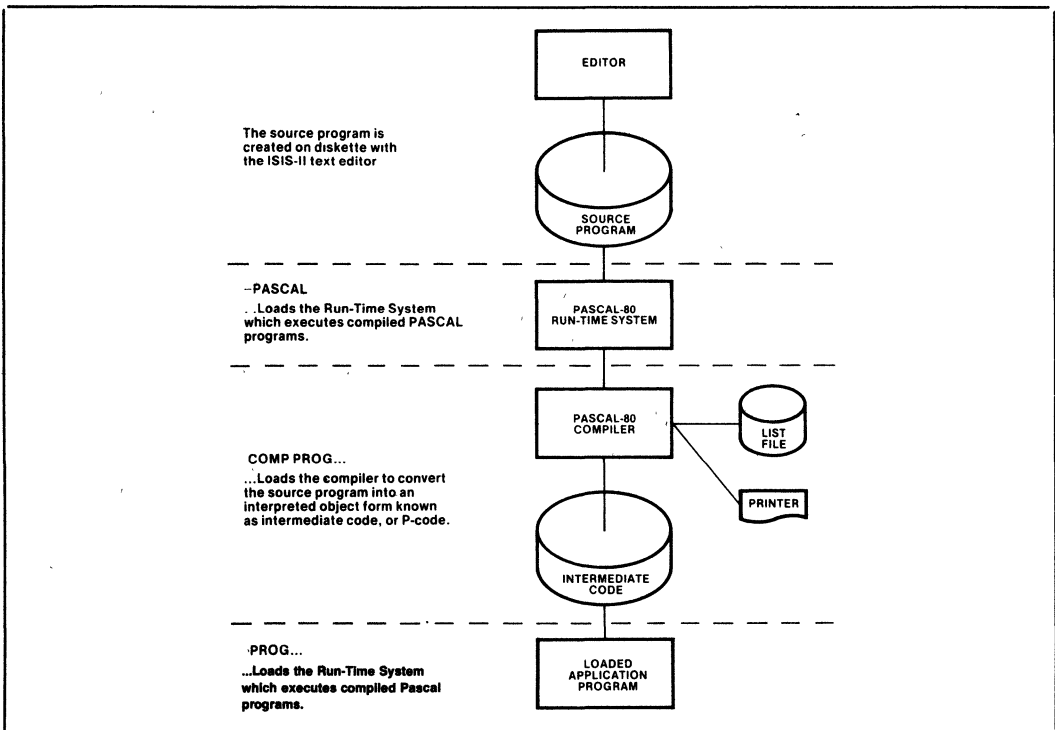 EDITOR
The source program is
created on diskette with
the ISIS-II text editor
SOURCE
PROGRAM
–PASCAL
. .Loads the Run-Time System
which executes compiled PASCAL
programs.
PASCAL-80
RUN-TIME SYSTEM
PASCAL-80
COMPILER
LIST
FILE
PRINTER
COMP PROG...
...Loads the compiler to convert
the source program into an
interpreted object form known
as intermediate code, or P-code.
INTERMEDIATE
CODE
PROG...
...Loads the Run-Time System
which executes compiled Pascal
programs.
LOADED
APPLICATION
PROGRAM